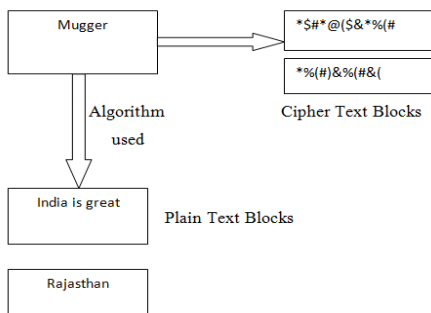 Mugger
*$#*@($&*%(#
*%(#)&%(#&(
Algorithm
used
Cipher Text Blocks
India is great
Plain Text Blocks
Rajasthan